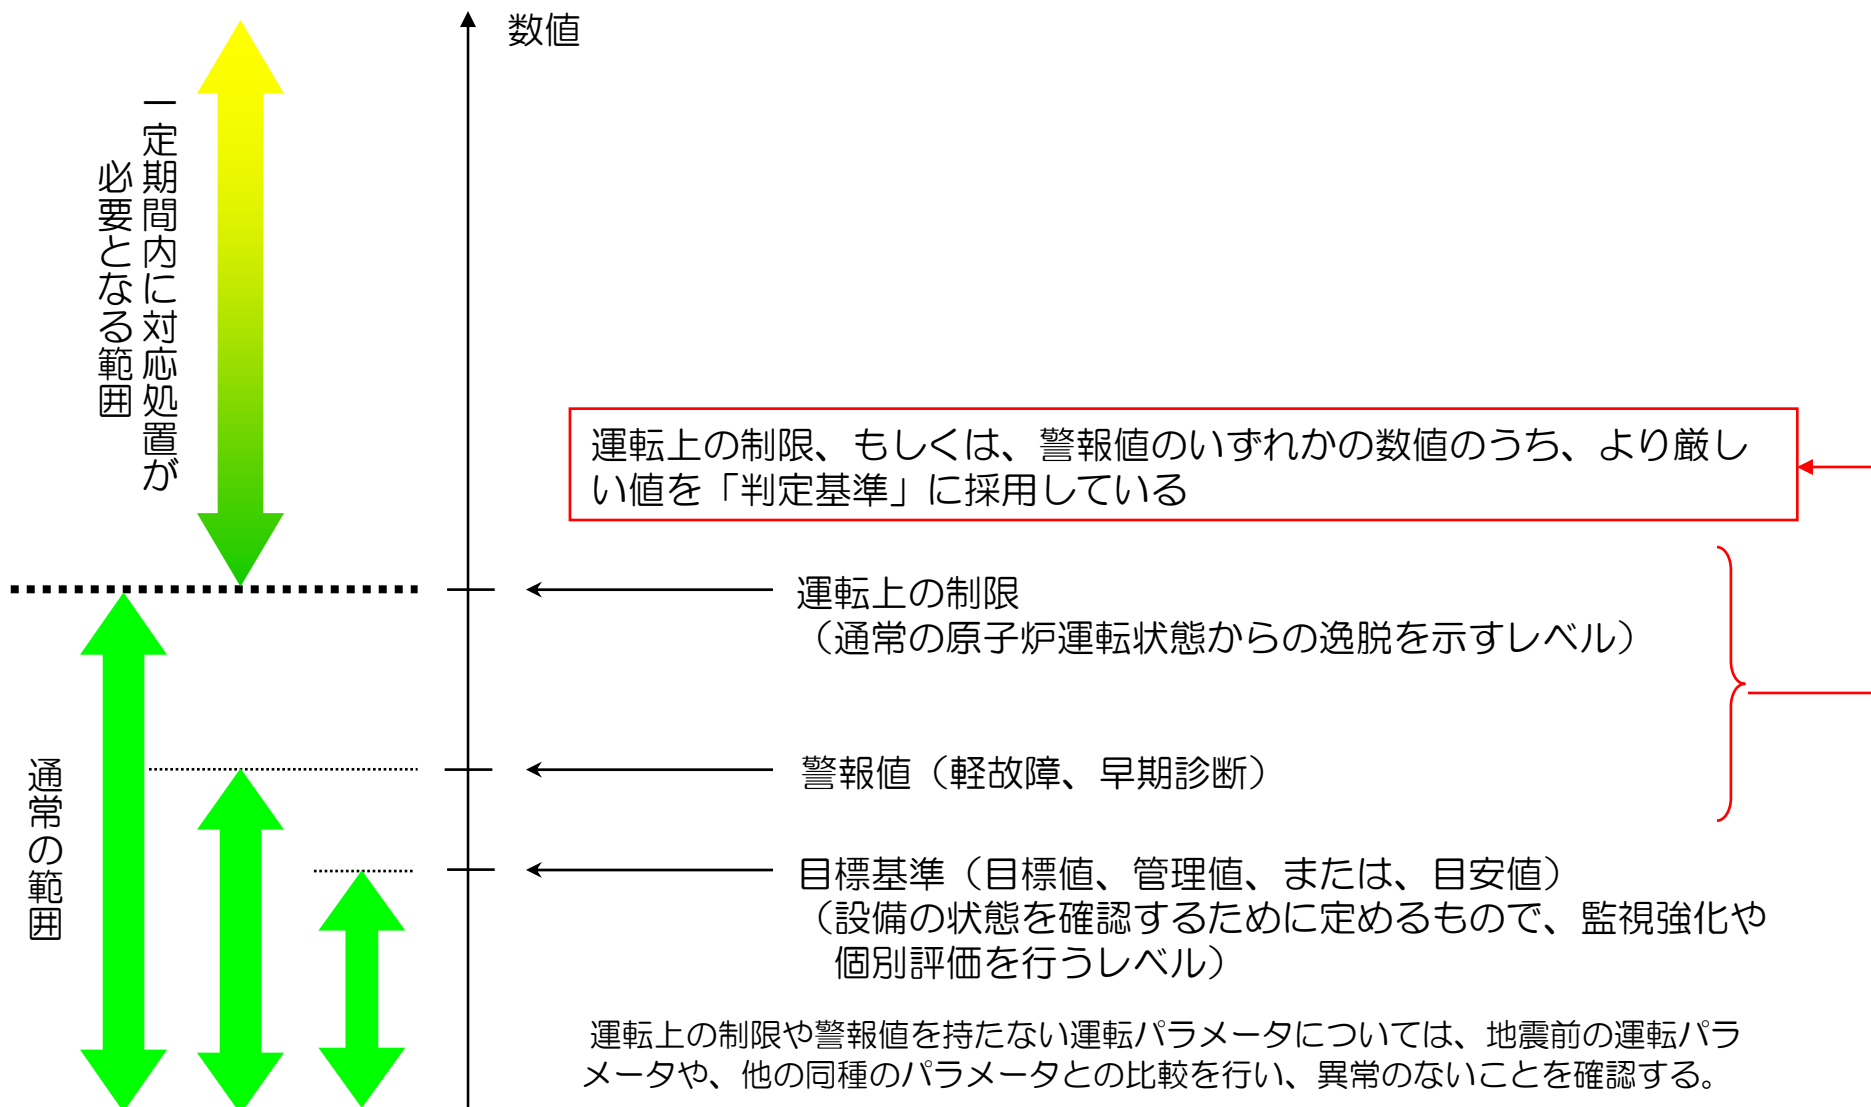 数値
一定期間内に対応処置が
必要となる範囲
運転上の制限、もしくは、警報値のいずれかの数値のうち、より厳し
い値を「判定基準」に採用している
運転上の制限
（通常の原子炉運転状態からの逸脱を示すレベル）
警報値（軽故障、早期診断）
通常の範囲
目標基準（目標値、管理値、または、目安値）
（設備の状態を確認するために定めるもので、監視強化や
個別評価を行うレベル）
運転上の制限や警報値を持たない運転パラメータについては、地震前の運転パラ
メータや、他の同種のパラメータとの比較を行い、異常のないことを確認する。